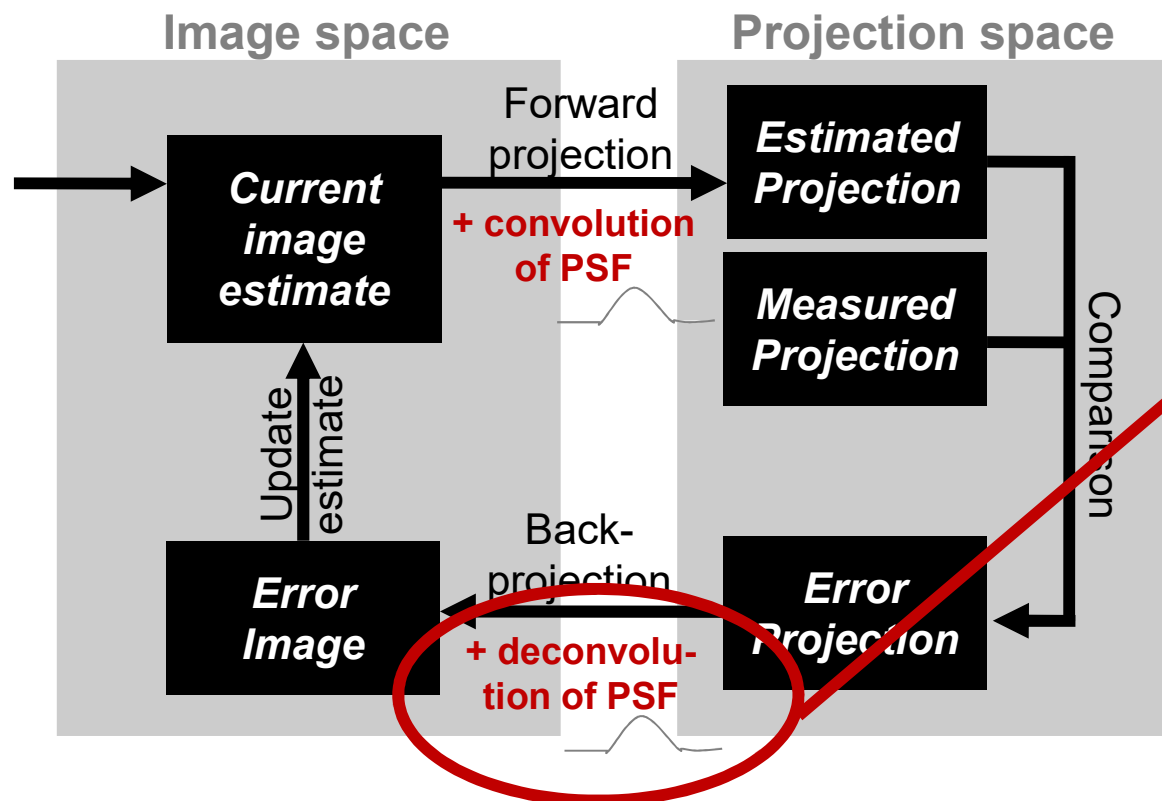 Image space
Projection space
Forward
projection
+ convolution
of PSF
Current
image
estimate
Estimated
Projection
Measured
Projection
Comparison
Update
estimate
Back-
projection
+ deconvolu-
tion of PSF
Error
Image
Error
Projection